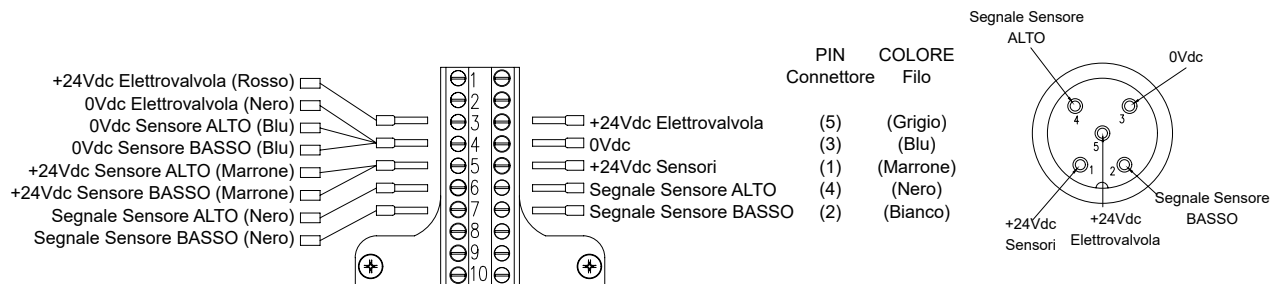 +24Vdc Elettrovalvola (Rosso)
0Vdc Elettrovalvola (Nero)
0Vdc Sensore ALTO (Blu)
0Vdc Sensore BASSO (Blu)
+24Vdc Sensore ALTO (Marrone)
+24Vdc Sensore BASSO (Marrone)
Segnale Sensore ALTO (Nero)
Segnale Sensore BASSO (Nero)
1
2
3
4
5
6
7
8
9
10
PIN COLORE
Connettore Filo
+24Vdc Elettrovalvola (5) (Grigio)
0Vdc (3) (Blu)
+24Vdc Sensori (1) (Marrone)
Segnale Sensore ALTO (4) (Nero)
Segnale Sensore BASSO (2) (Bianco)
Segnale Sensore
ALTO
0Vdc
4
3
5
1
2
+24Vdc
Sensori
+24Vdc
Elettrovalvola
Segnale Sensore
BASSO